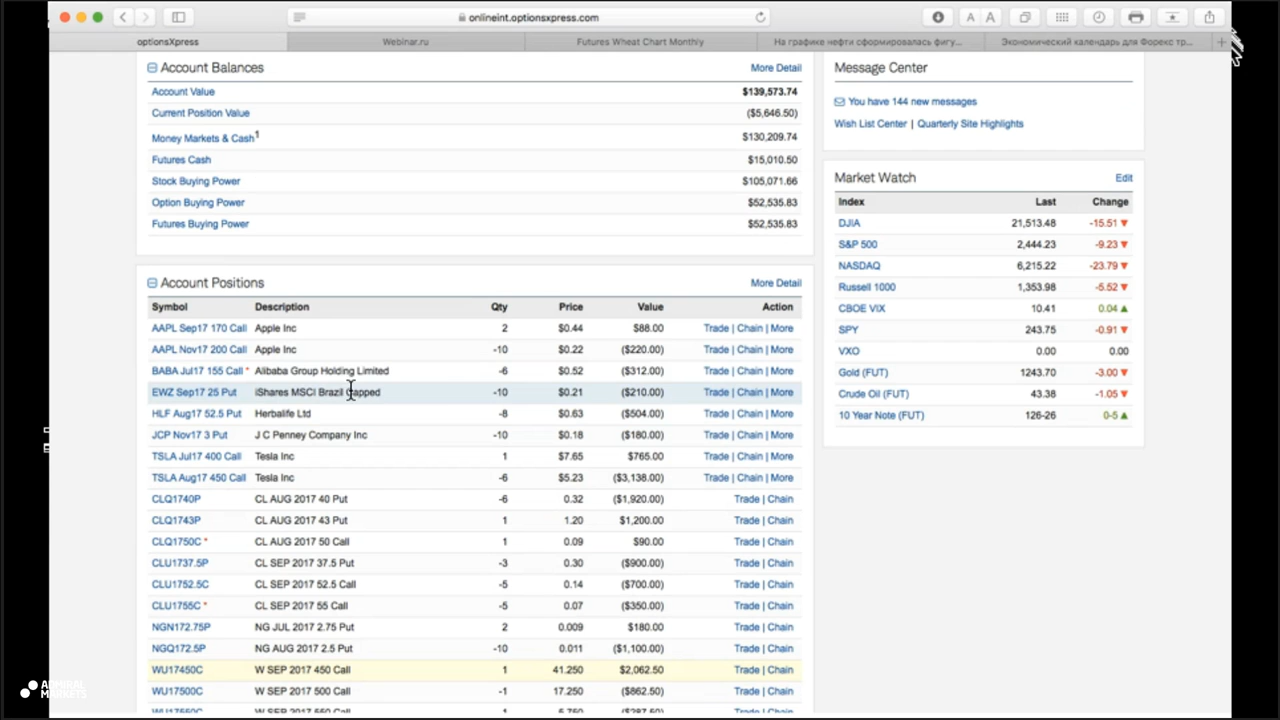 onlineint.optionsxpress.com
A A
optionsXpress
Webinar.ru
Futures Wheat Chart Monthly
На графике нефти сформировалась фигу...
Экономический календарь для Форекс тр...
Account Balances More Detail
Account Value $139,573.74
Current Position Value ($5,646.50)
Money Markets & Cash1 $130,209.74
Futures Cash $15,010.50
Stock Buying Power $105,071.66
Option Buying Power $52,535.83
Futures Buying Power $52,535.83
Account Positions More Detail
Symbol Description Qty Price Value Action
AAPL Sep17 170 Call Apple Inc 2 $0.44 $88.00 Trade | Chain | More
AAPL Nov17 200 Call Apple Inc -10 $0.22 ($220.00) Trade | Chain | More
BABA Jul17 155 Call * Alibaba Group Holding Limited -6 $0.52 ($312.00) Trade | Chain | More
EWZ Sep17 25 Put iShares MSCI Brazil Capped -10 $0.21 ($210.00) Trade | Chain | More
HLF Aug17 52.5 Put Herbalife Ltd -8 $0.63 ($504.00) Trade | Chain | More
JCP Nov17 3 Put J C Penney Company Inc -10 $0.18 ($180.00) Trade | Chain | More
TSLA Jul17 400 Call Tesla Inc 1 $7.65 $765.00 Trade | Chain | More
TSLA Aug17 450 Call Tesla Inc -6 $5.23 ($3,138.00) Trade | Chain | More
CLQ1740P CL AUG 2017 40 Put -6 0.32 ($1,920.00) Trade | Chain
CLQ1743P CL AUG 2017 43 Put 1 1.20 $1,200.00 Trade | Chain
CLQ1750C * CL AUG 2017 50 Call 1 0.09 $90.00 Trade | Chain
CLU1737.5P CL SEP 2017 37.5 Put -3 0.30 ($900.00) Trade | Chain
CLU1752.5C CL SEP 2017 52.5 Call -5 0.14 ($700.00) Trade | Chain
CLU1755C * CL SEP 2017 55 Call -5 0.07 ($350.00) Trade | Chain
NGN172.75P NG JUL 2017 2.75 Put 2 0.009 $180.00 Trade | Chain
NGQ172.5P NG AUG 2017 2.5 Put -10 0.011 ($1,100.00) Trade | Chain
WU17450C W SEP 2017 450 Call 1 41.250 $2,062.50 Trade | Chain
WU17500C W SEP 2017 500 Call -1 17.250 ($862.50) Trade | Chain
WU17550C W SEP 2017 550 Call 1 5.750 ($287.50) Trade | Chain
Message Center
You have 144 new messages
Wish List Center | Quarterly Site Highlights
Market Watch Edit
Index Last Change
DJIA 21,513.48 -15.51
S&P 500 2,444.23 -9.23
NASDAQ 6,215.22 -23.79
Russell 1000 1,353.98 -5.52
CBOE VIX 10.41 0.04
SPY 243.75 -0.91
VXO 0.00 0.00
Gold (FUT) 1243.70 -3.00
Crude Oil (FUT) 43.38 -1.05
10 Year Note (FUT) 126-26 0-5
ADMIRAL
MARKETS